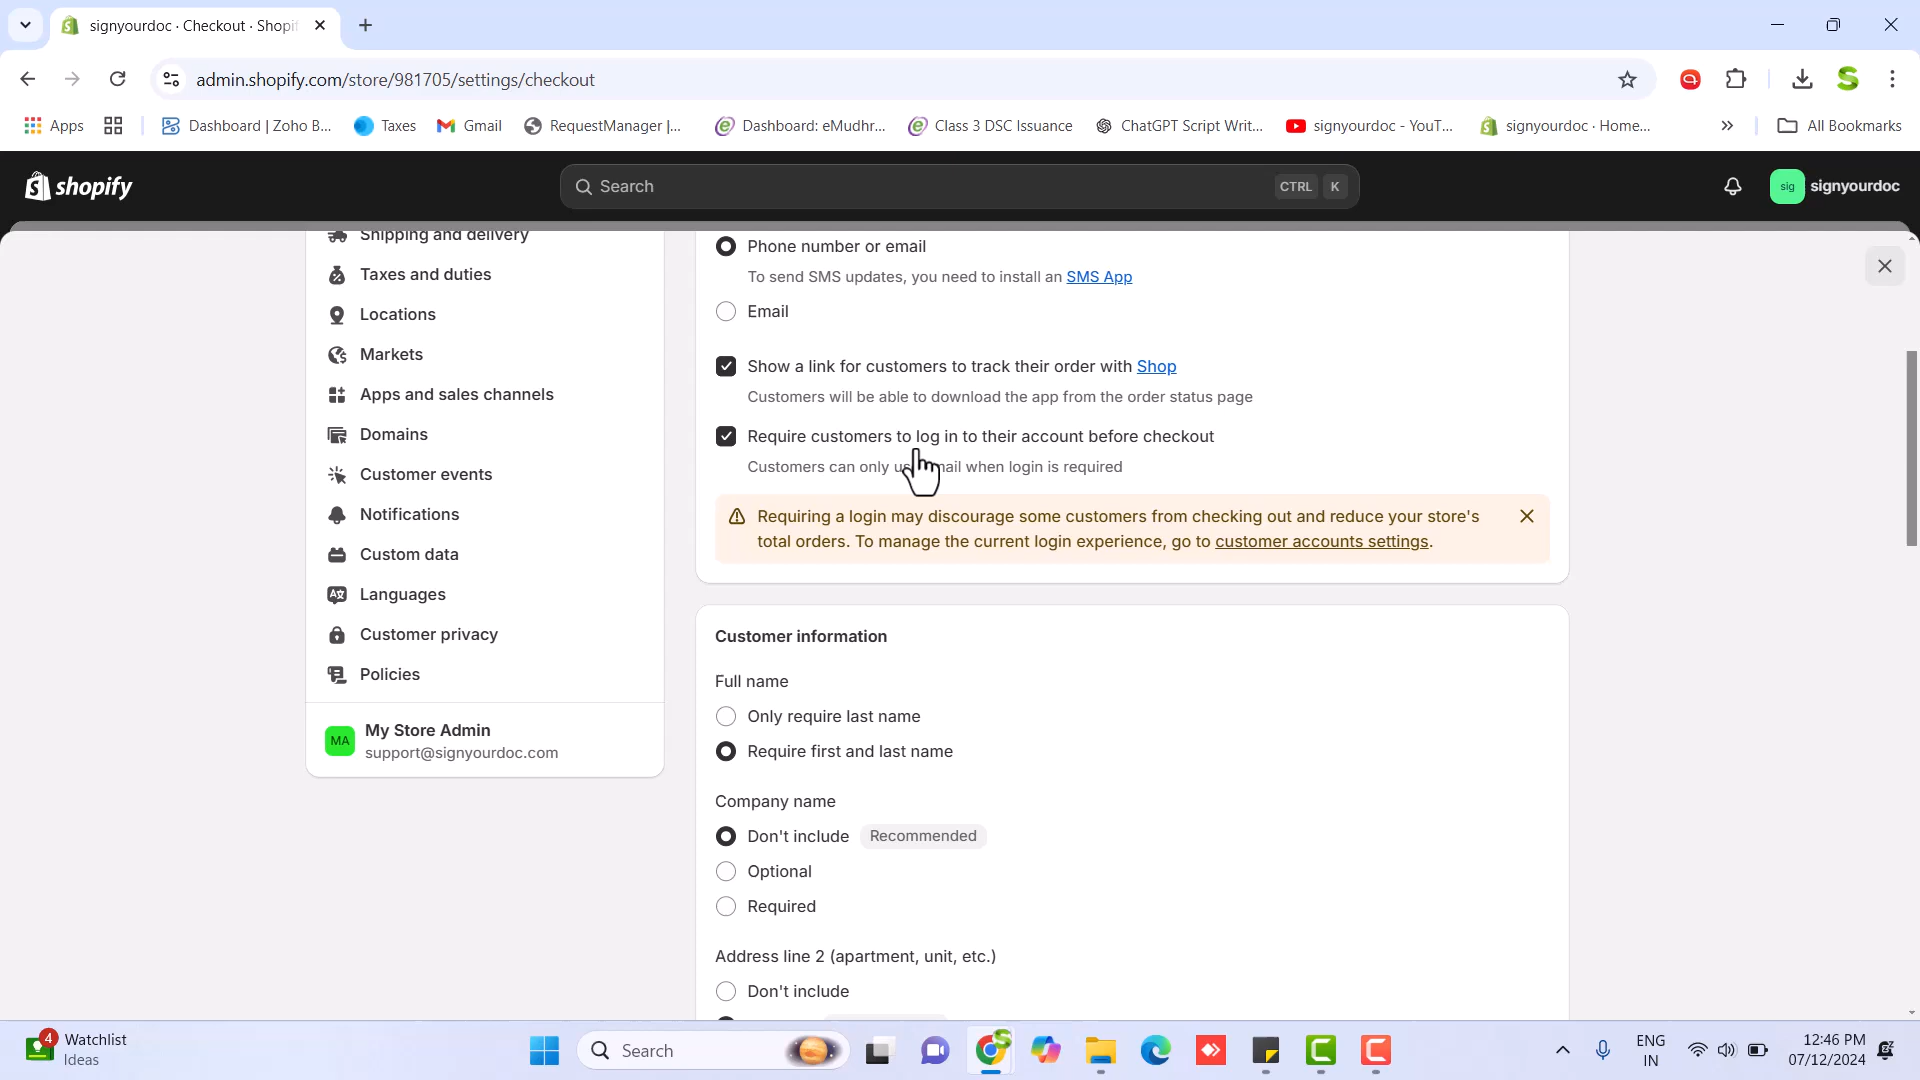 signyourdoc · Checkout · Shopif
admin.shopify.com/store/981705/settings/checkout
Apps
Dashboard | Zoho B...
Taxes
Gmail
RequestManager |...
Dashboard: eMudhr...
Class 3 DSC Issuance
ChatGPT Script Writ...
signyourdoc - YouT...
signyourdoc · Home...
All Bookmarks
shopify
Search
CTRL K
sig signyourdoc
Shipping and delivery
Taxes and duties
Locations
Markets
Apps and sales channels
Domains
Customer events
Notifications
Custom data
Languages
Customer privacy
Policies
MA
My Store Admin
support@signyourdoc.com
Phone number or email
To send SMS updates, you need to install an SMS App
Email
Show a link for customers to track their order with Shop
Customers will be able to download the app from the order status page
Require customers to log in to their account before checkout
Customers can only when login is required
Requiring a login may discourage some customers from checking out and reduce your store's
total orders. To manage the current login experience, go to customer accounts settings.
Customer information
Full name
Only require last name
Require first and last name
Company name
Don't include Recommended
Optional
Required
Address line 2 (apartment, unit, etc.)
Don't include
4
Watchlist
Ideas
Search
ENG
IN
12:46 PM
07/12/2024